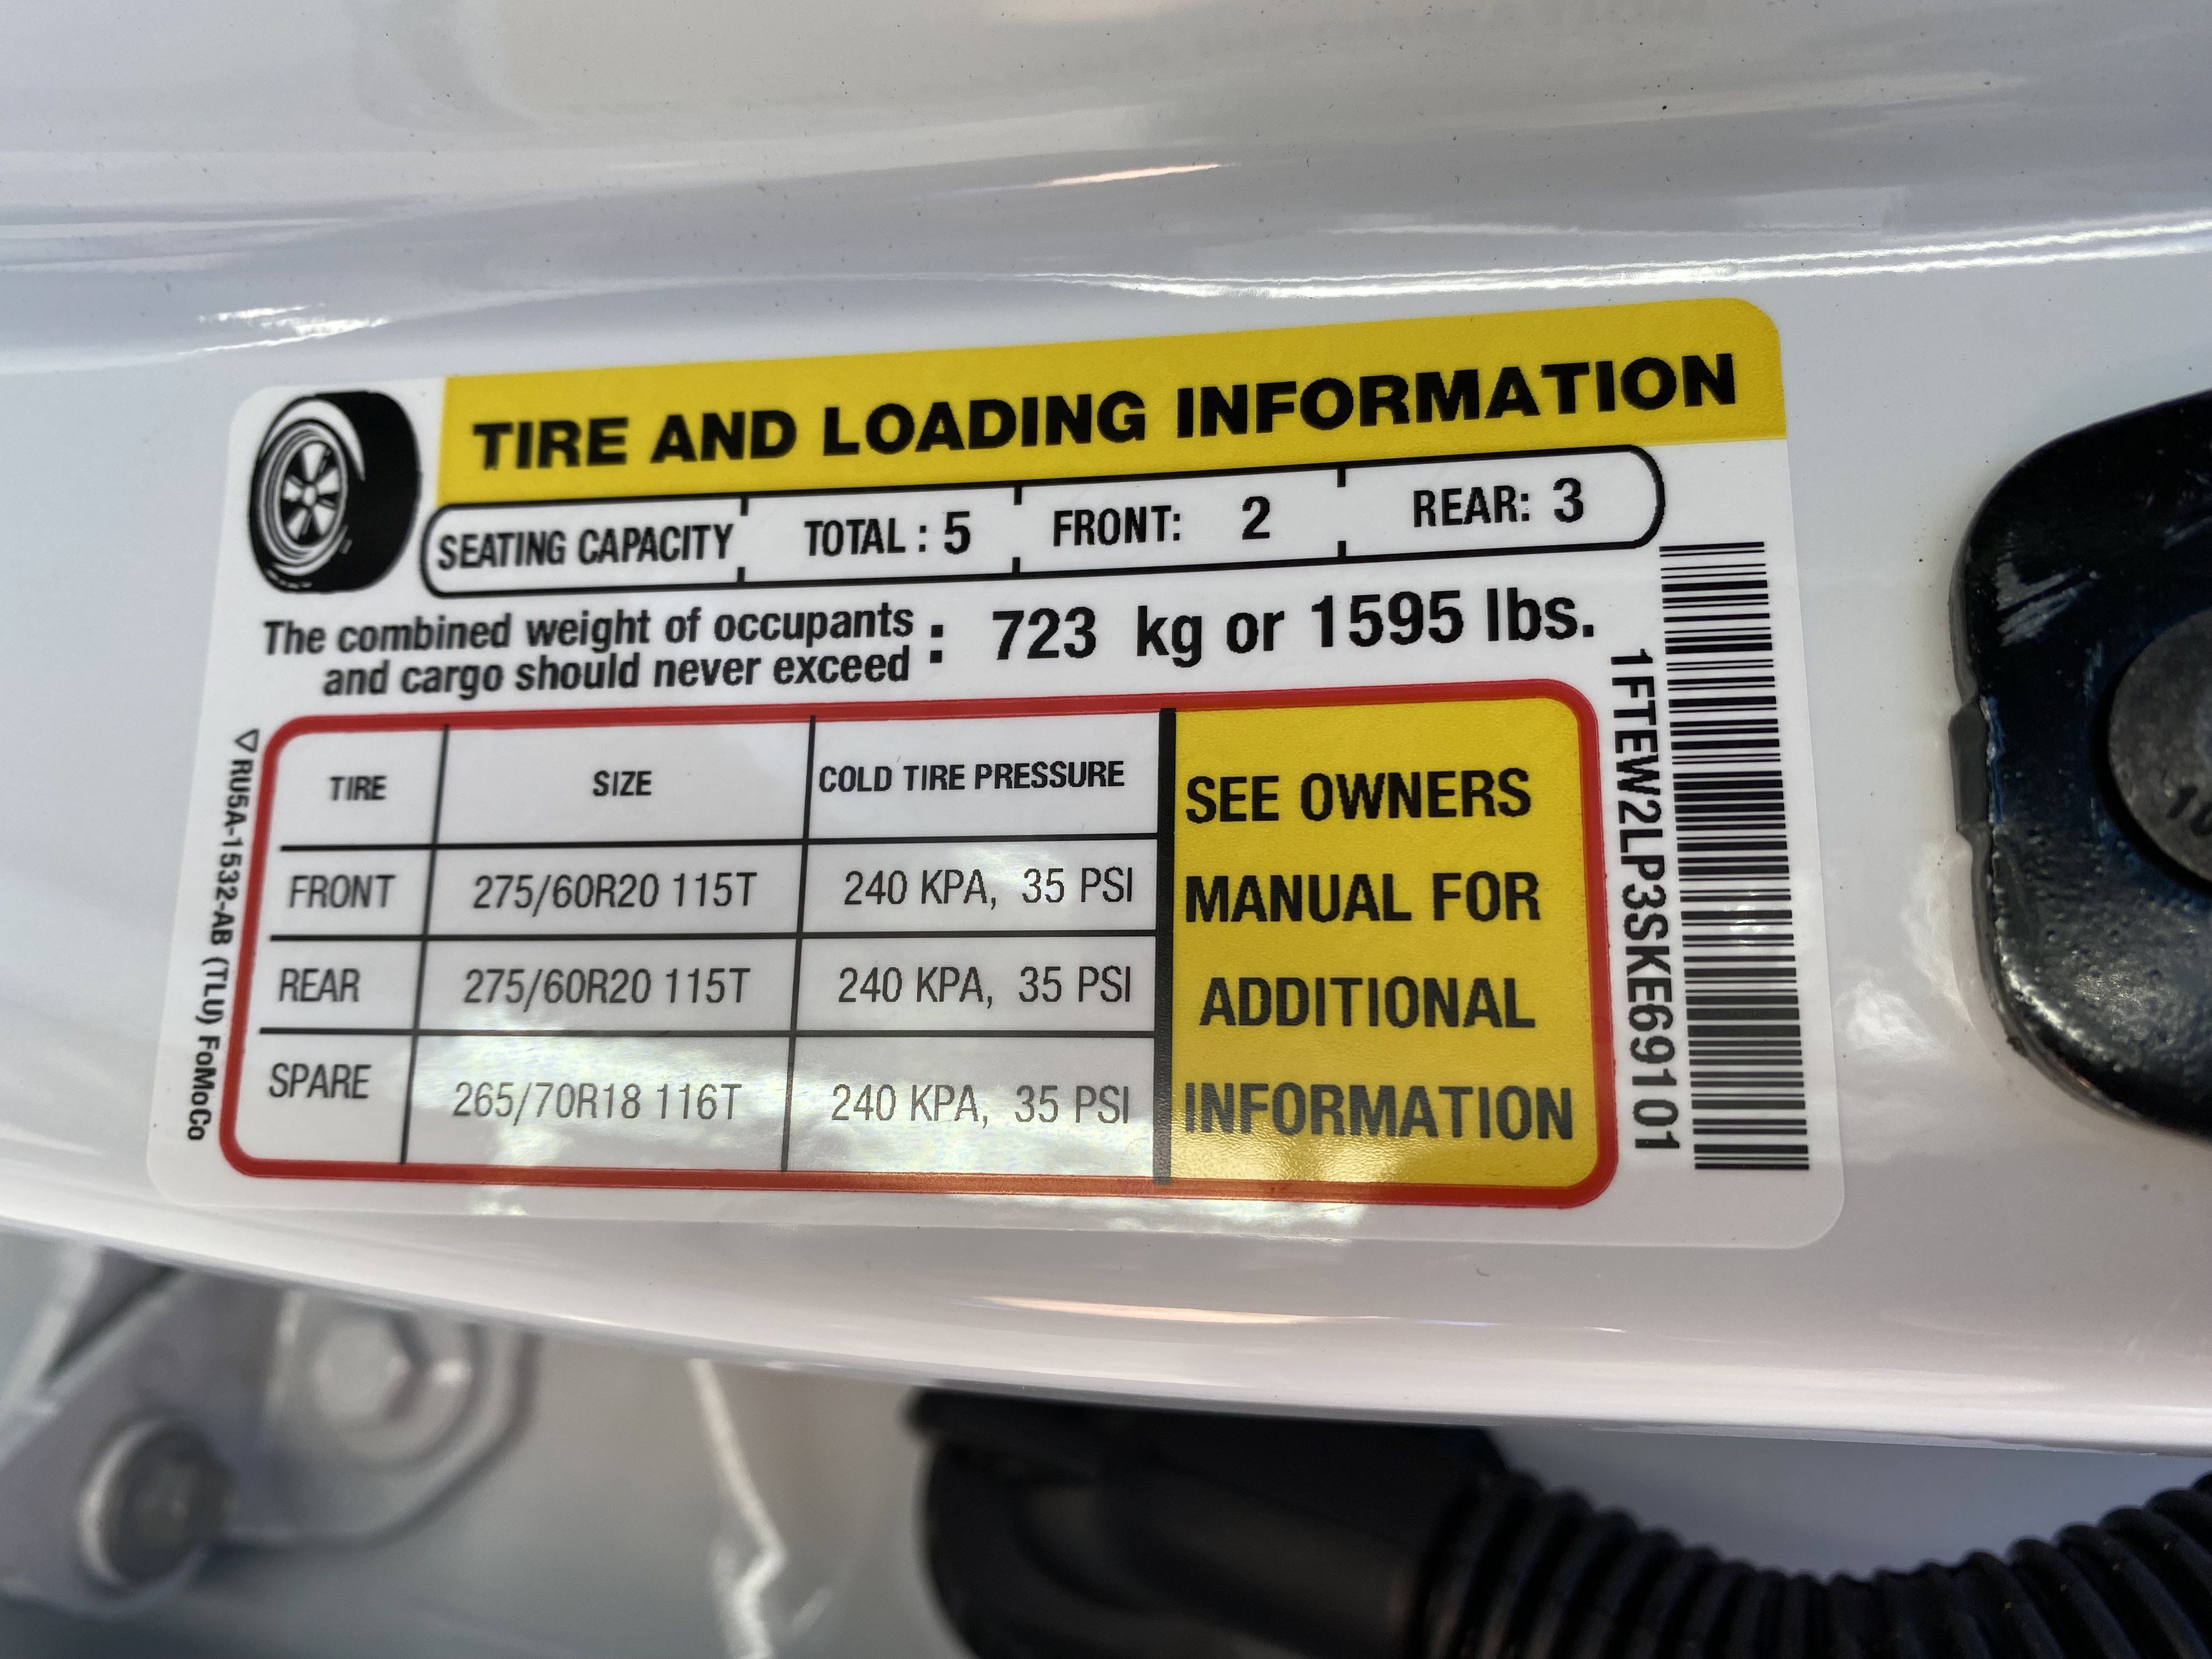 TIRE AND LOADING INFORMATION
SEATING CAPACITY TOTAL : 5 FRONT: 2 REAR: 3
The combined weight of occupants
and cargo should never exceed : 723 kg or 1595 lbs.
TIRE SIZE COLD TIRE PRESSURE
FRONT 275/60R20 115T 240 KPA, 35 PSI
REAR 275/60R20 115T 240 KPA, 35 PSI
SPARE 265/70R18 116T 240 KPA, 35 PSI
SEE OWNERS
MANUAL FOR
ADDITIONAL
INFORMATION
1FTEW2LP3SKE69101
RU5A-1532-AB (TLU) FoMoCo